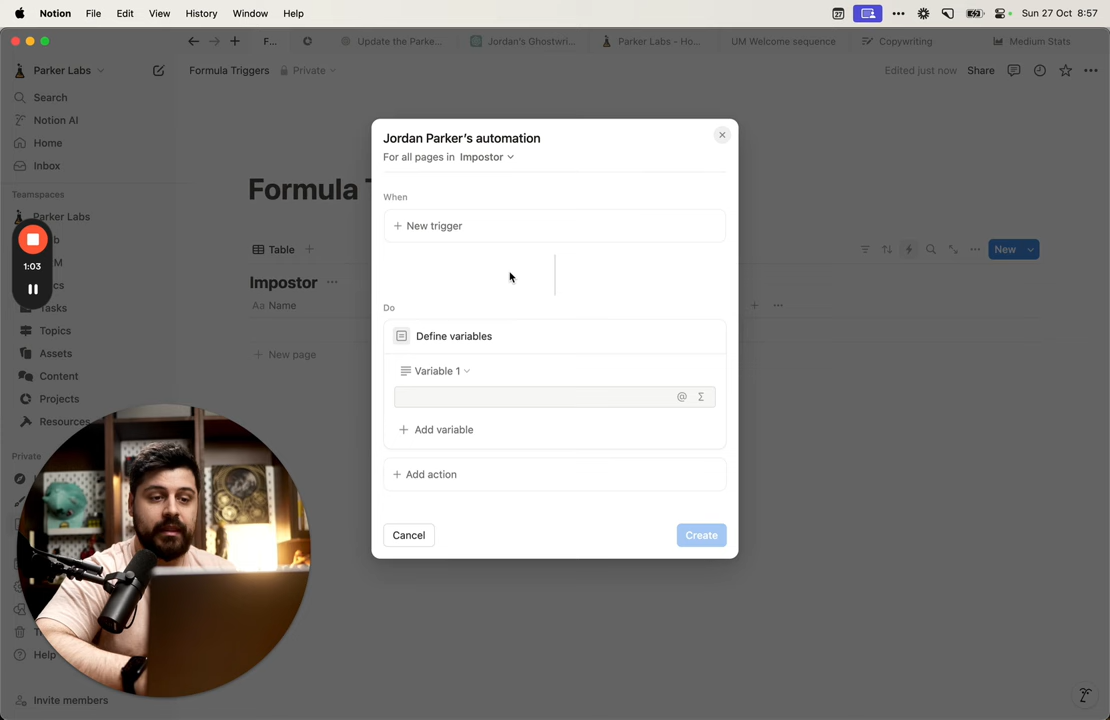 Notion File Edit View History Window Help
27
Sun 27 Oct 8:57
F...
Update the Parke...
Jordan's Ghostwri...
Parker Labs - Ho...
UM Welcome sequence
Copywriting
Medium Stats
Parker Labs
Formula Triggers Private
Edited just now Share
Search
Notion AI
Home
Inbox
Teamspaces
Parker Labs
1:03
Tasks
Topics
Assets
Content
Projects
Resources
Private
Help
Invite members
Formula T
Table
New
Impostor
Aa Name
New page
Jordan Parker's automation
For all pages in Impostor
When
New trigger
Do
Define variables
Variable 1
@ Σ
Add variable
Add action
Cancel
Create